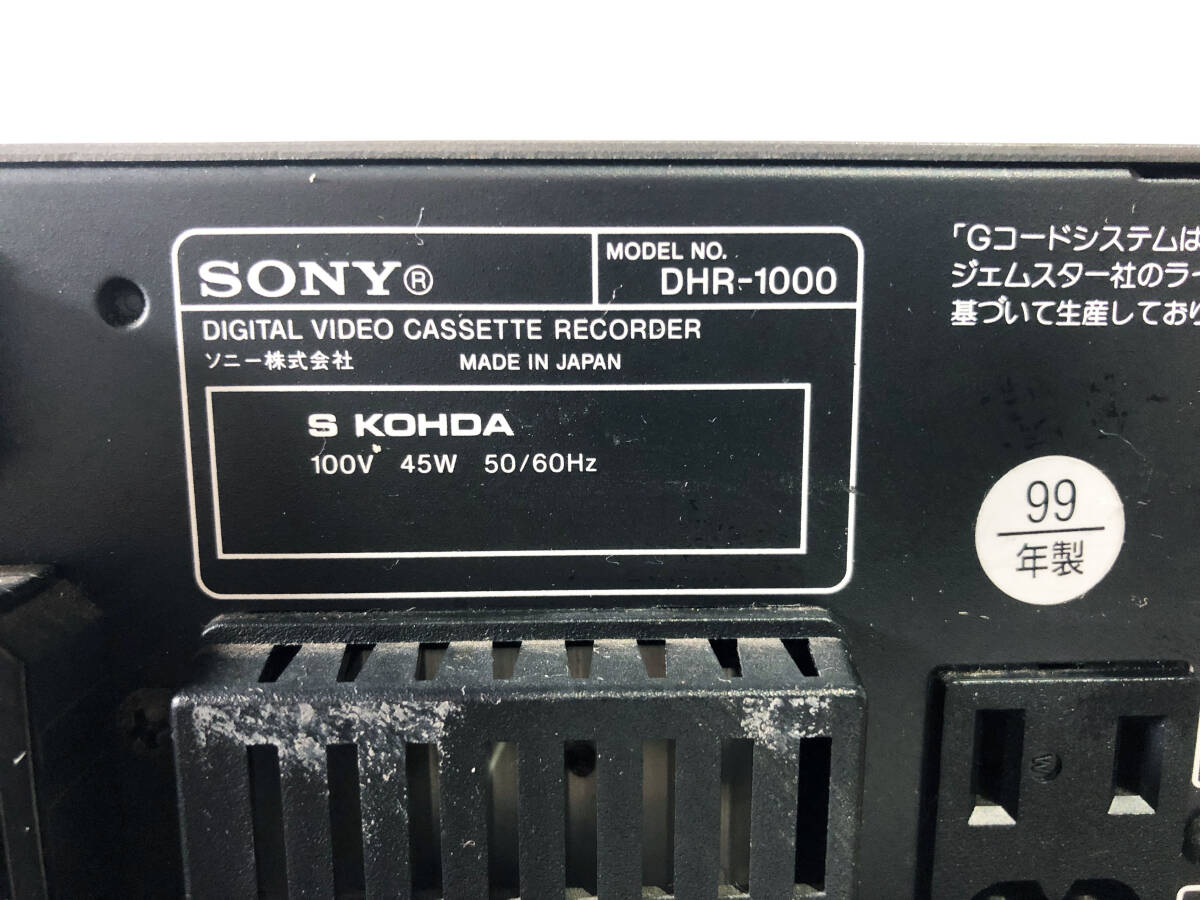 SONY®
MODEL NO.
DHR-1000
DIGITAL VIDEO CASSETTE RECORDER
ソニー株式会社 MADE IN JAPAN
S KOHDA
100V 45W 50/60Hz
「Gコードシステムは
ジェムスター社のライ
基づいて生産しており
99
年製
W